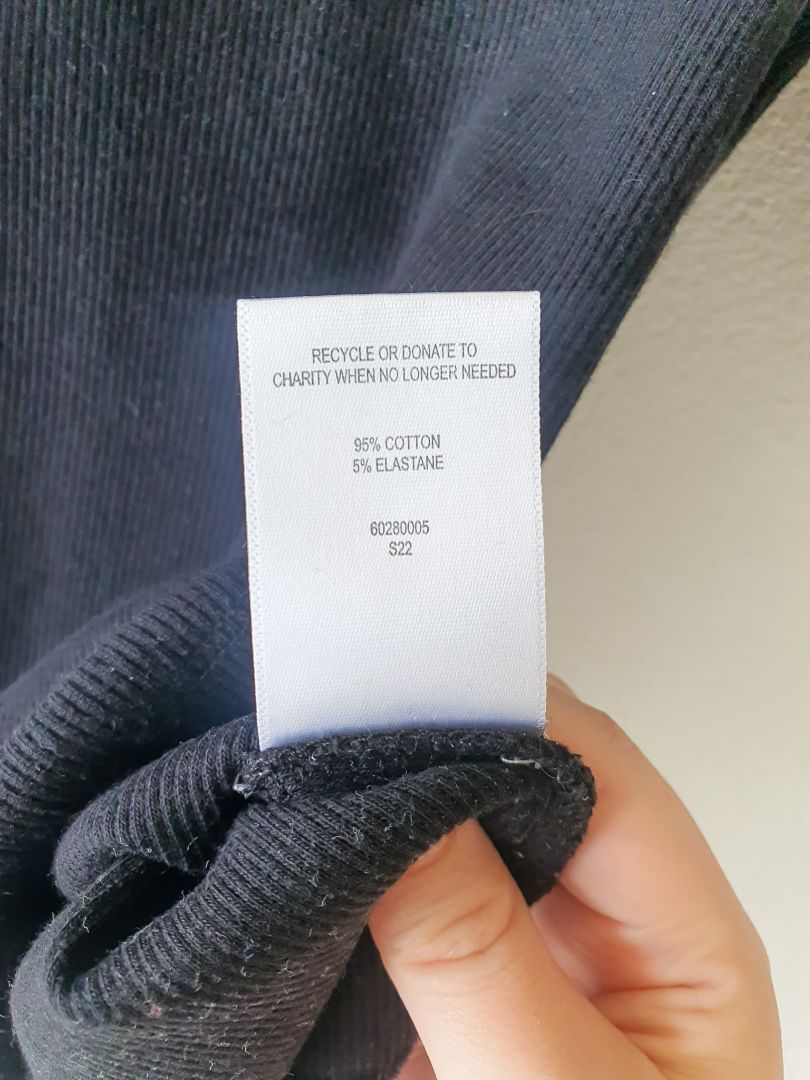 RECYCLE OR DONATE TO
CHARITY WHEN NO LONGER NEEDED
95% COTTON
5% ELASTANE
60280005
S22